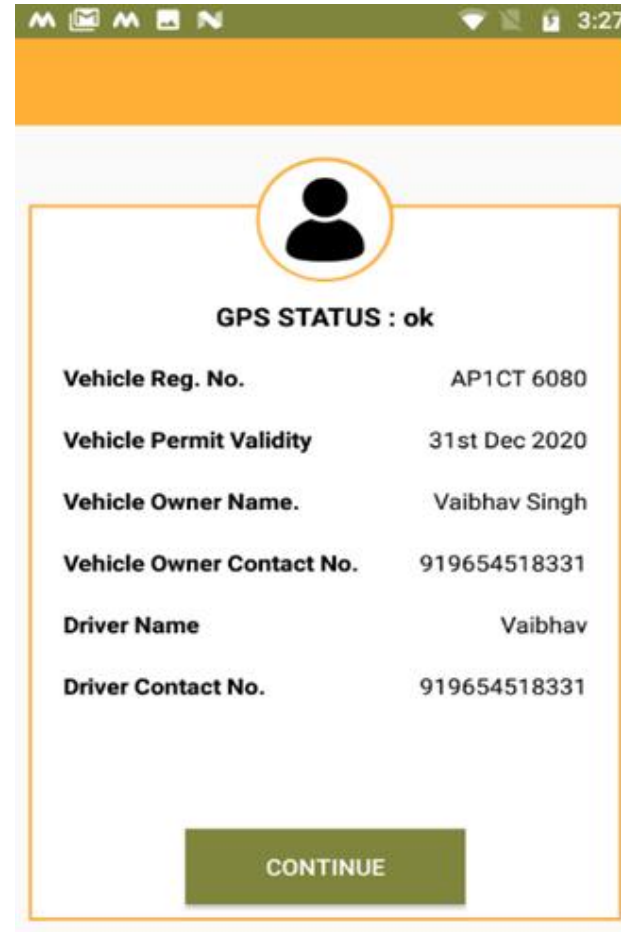 3:27
GPS STATUS : ok
Vehicle Reg. No. AP1CT 6080
Vehicle Permit Validity 31st Dec 2020
Vehicle Owner Name. Vaibhav Singh
Vehicle Owner Contact No. 919654518331
Driver Name Vaibhav
Driver Contact No. 919654518331
CONTINUE